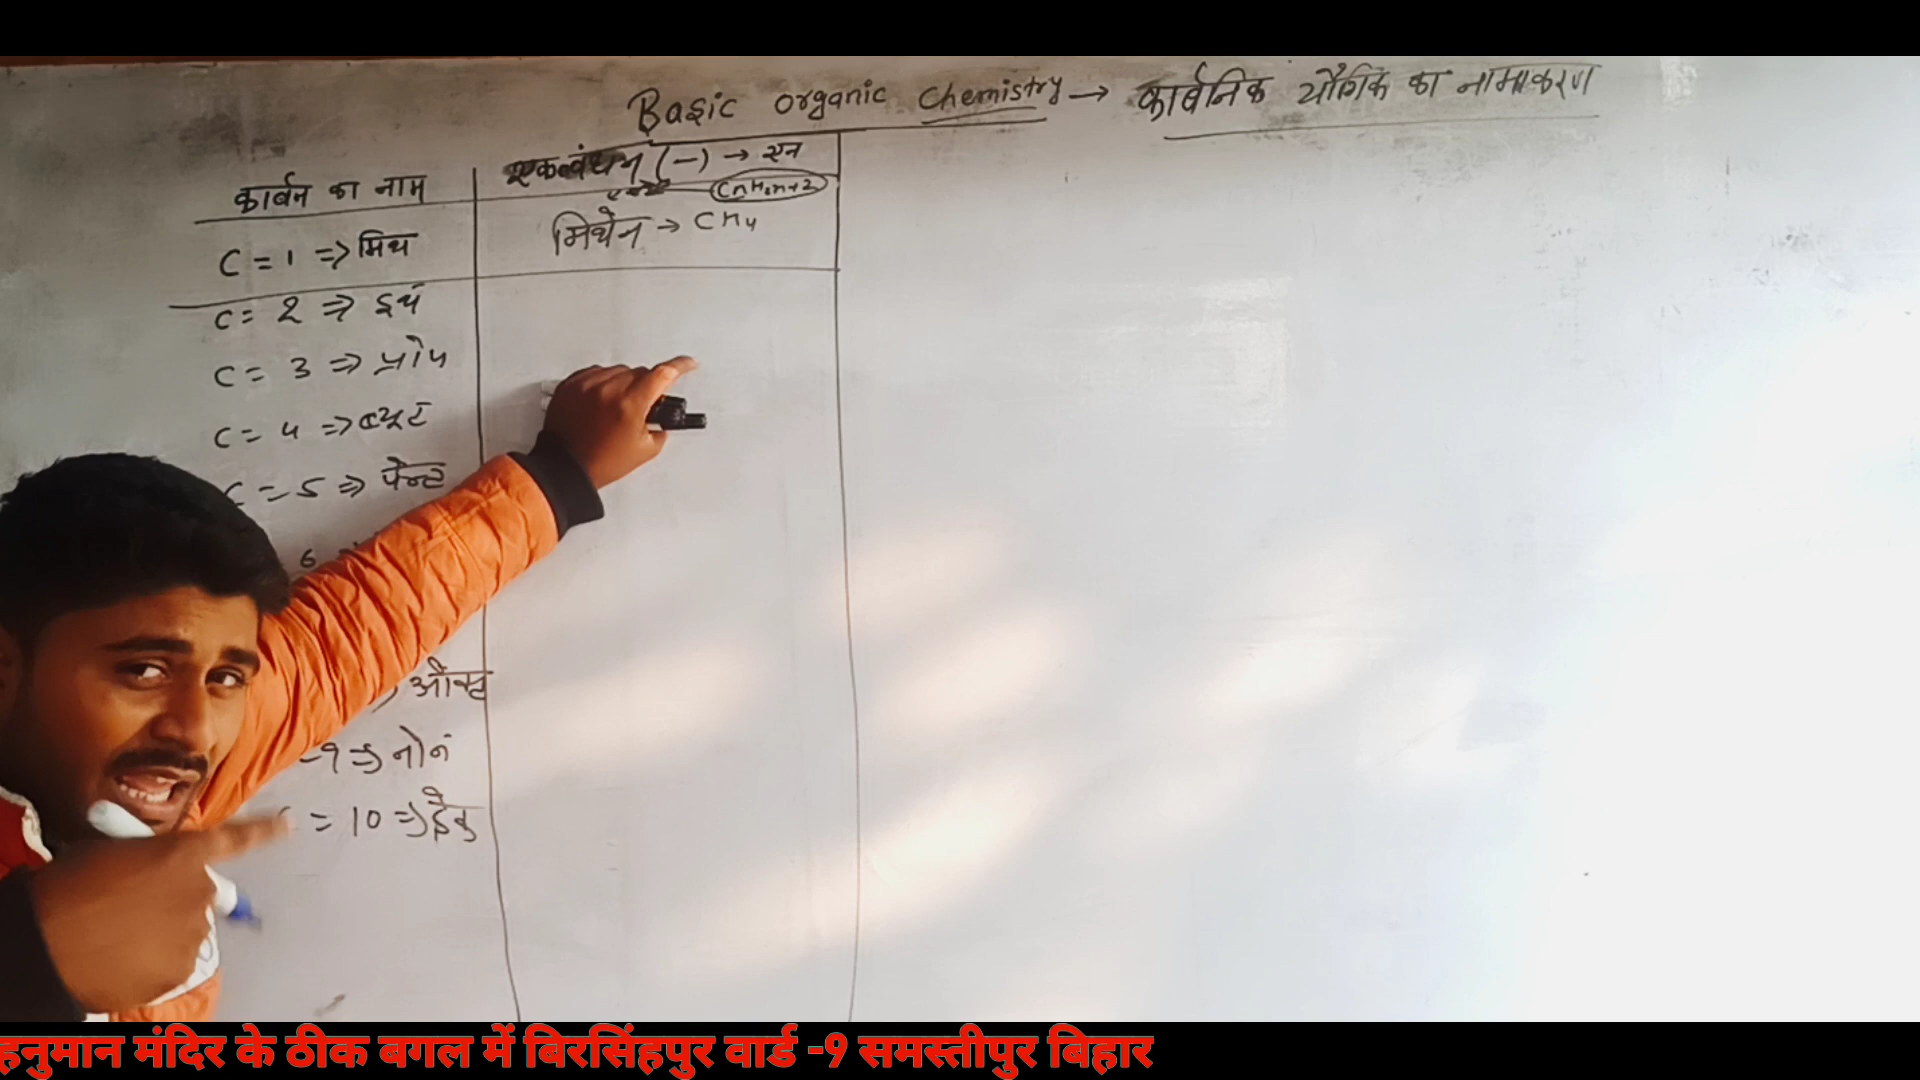 Basic organic chemistry → कार्बनिक यौगिक का नामाकरण
कार्बन का नाम
एकलबंधन (-) → एन
CnH2n+2
C = 1 => मिथ
मिथेन → CH4
C = 2 => इथ
C = 3 => प्रोप
C = 4 => ब्यूट
C = 5 => पेन्ट
6
औक्ट
9 => नोन
= 10 => डेक
हनुमान मंदिर के ठीक बगल में बिरसिंहपुर वार्ड -9 समस्तीपुर बिहार